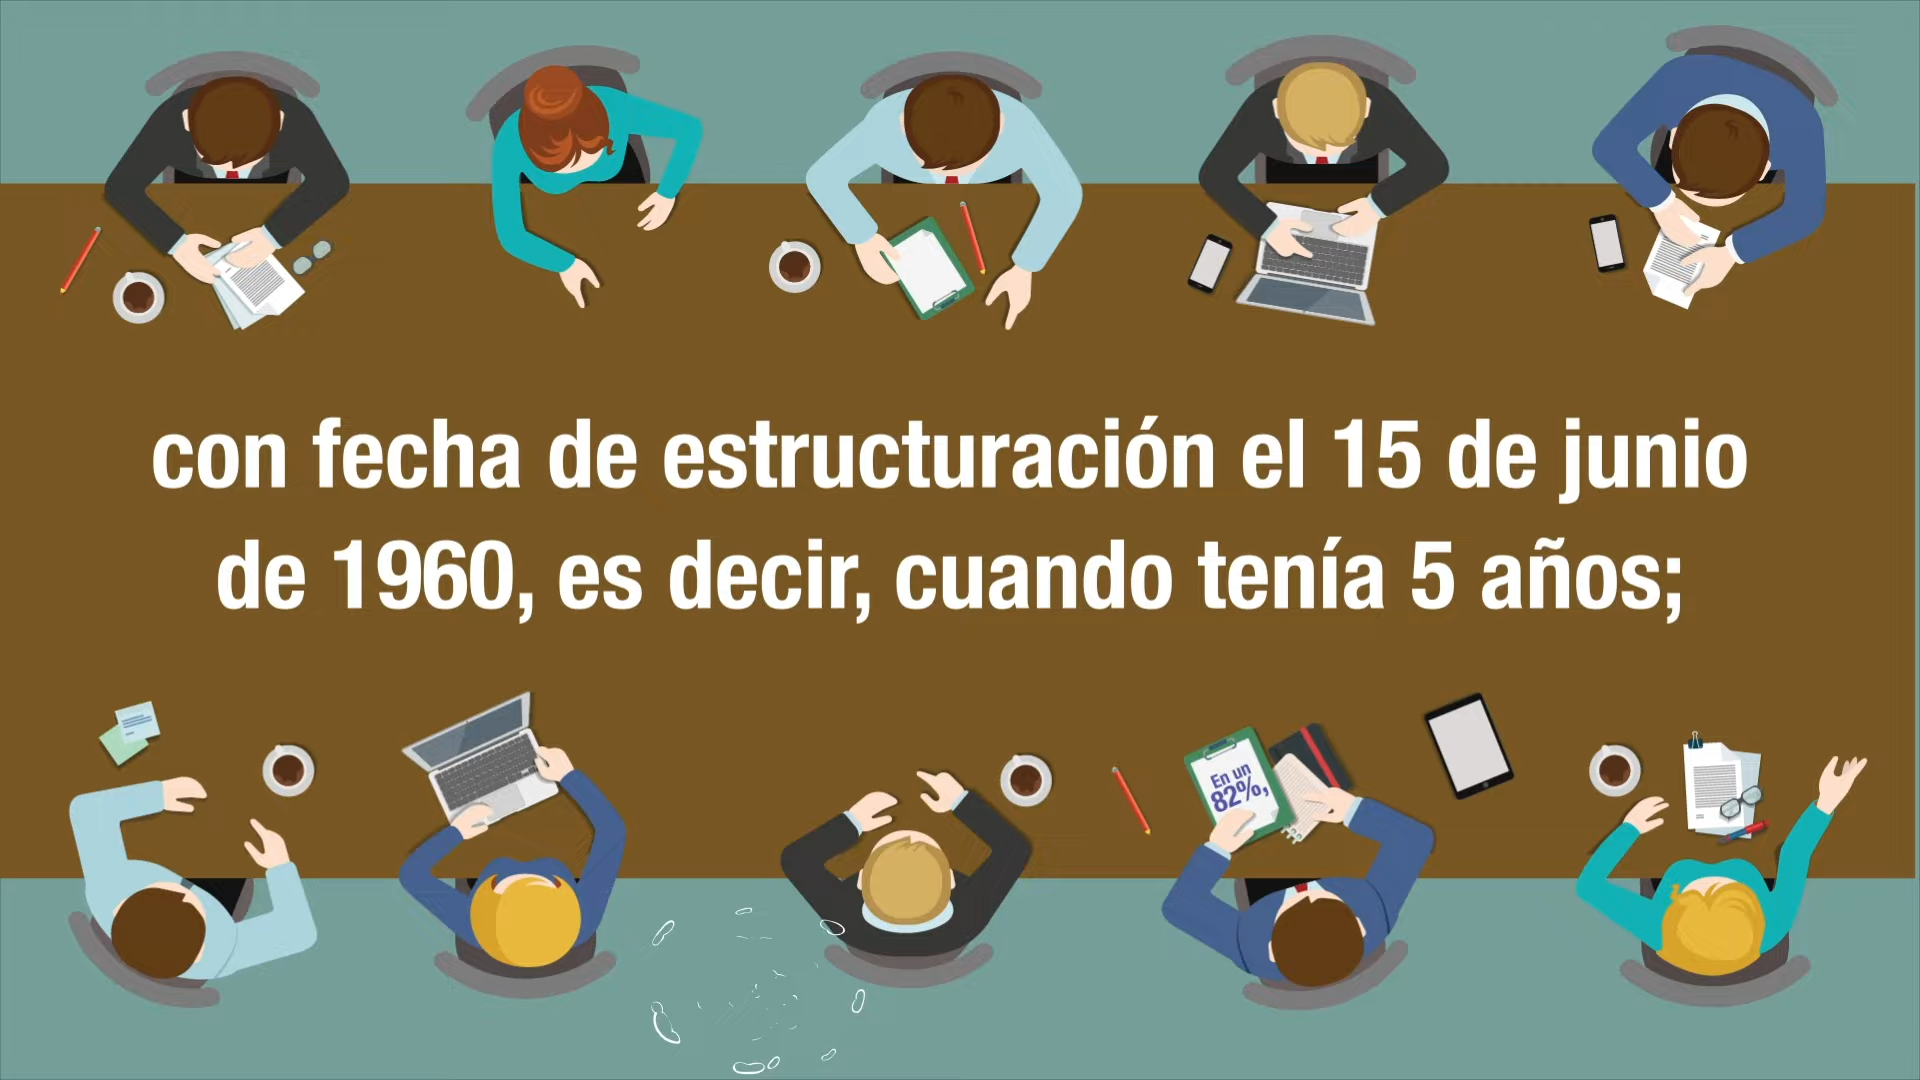 con fecha de estructuración el 15 de junio
de 1960, es decir, cuando tenía 5 años;
En un
82%,